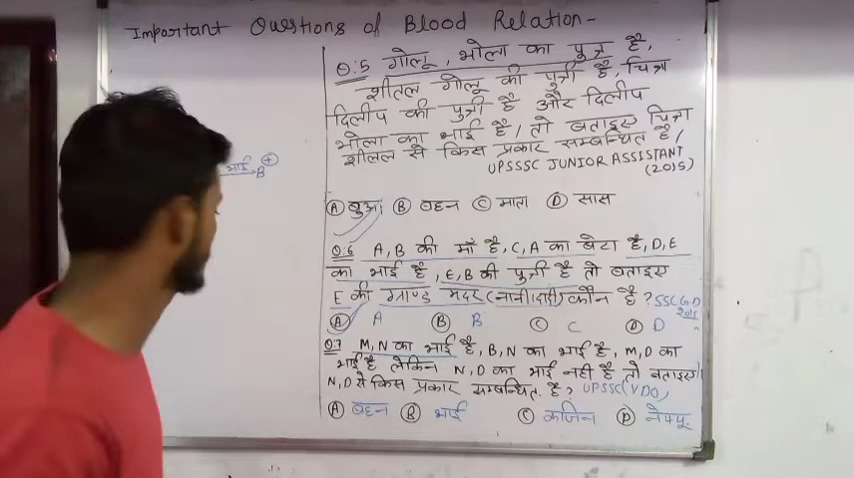 Important Questions of Blood Relation-
Q:5 गोलू, भोला का पुत्र है,
शीतल गोलू की पुत्री है, चित्रा
दिलीप की पुत्री है और दिलीप
भोला का भाई है, तो बताइए चित्रा
शीतल से किस प्रकार सम्बन्धित है,
UPSSSC JUNIOR ASSISTANT
(2015)
(A) बुआ (B) बहन (C) माता (D) सास
भाई B +
Q.6 A, B की माँ है, C, A का बेटा है, D, E
का भाई है, E, B की पुत्री है तो बताइए
E की ग्राण्ड मदर (नानी/दादी) कौन है? SSC GD
(A) A (B) B (C) C (D) D
Q.7 M, N का भाई है, B, N का भाई है, M, D का
भाई है लेकिन N, D का भाई नहीं है तो बताइए
N, D से किस प्रकार सम्बन्धित है? UPSSC(VDO)
(A) बहन (B) भाई (C) कजिन (D) नेफ्यू